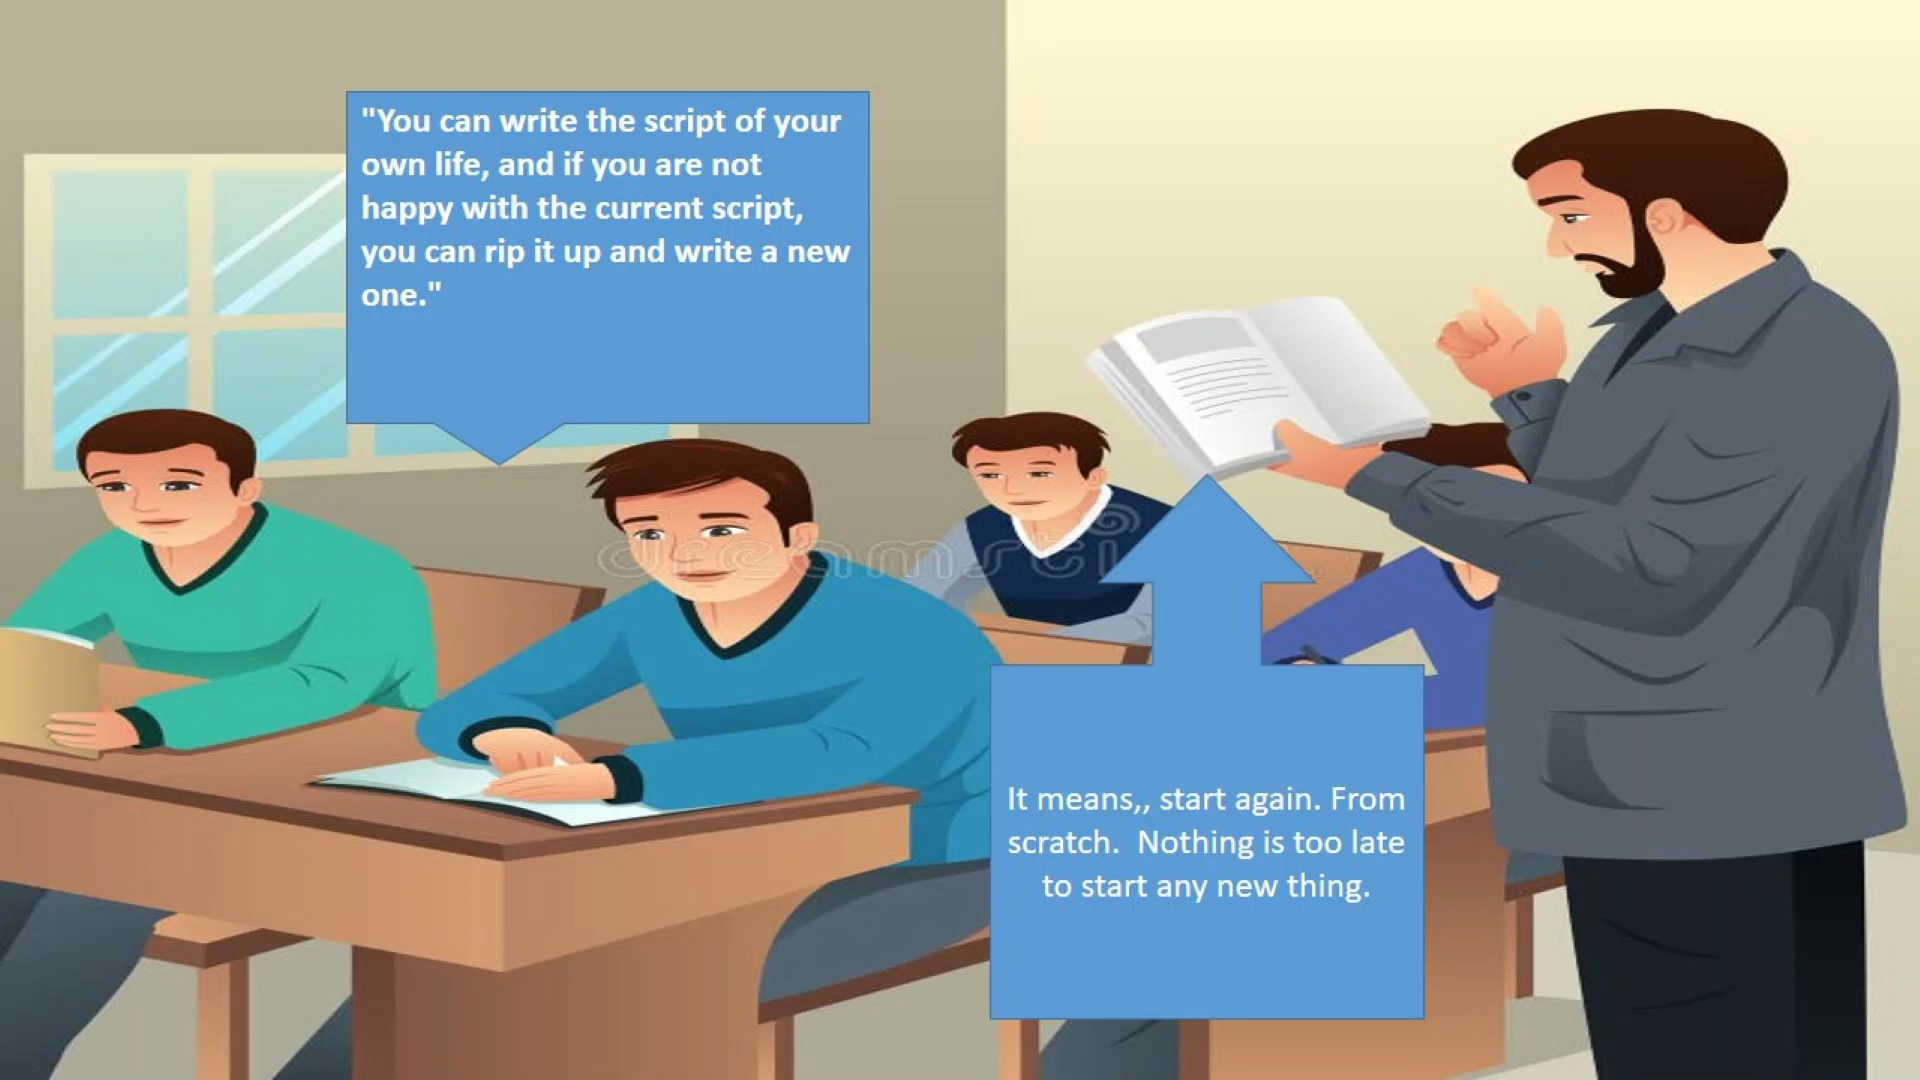 "You can write the script of your
own life, and if you are not
happy with the current script,
you can rip it up and write a new
one."
It means,, start again. From
scratch.  Nothing is too late
to start any new thing.